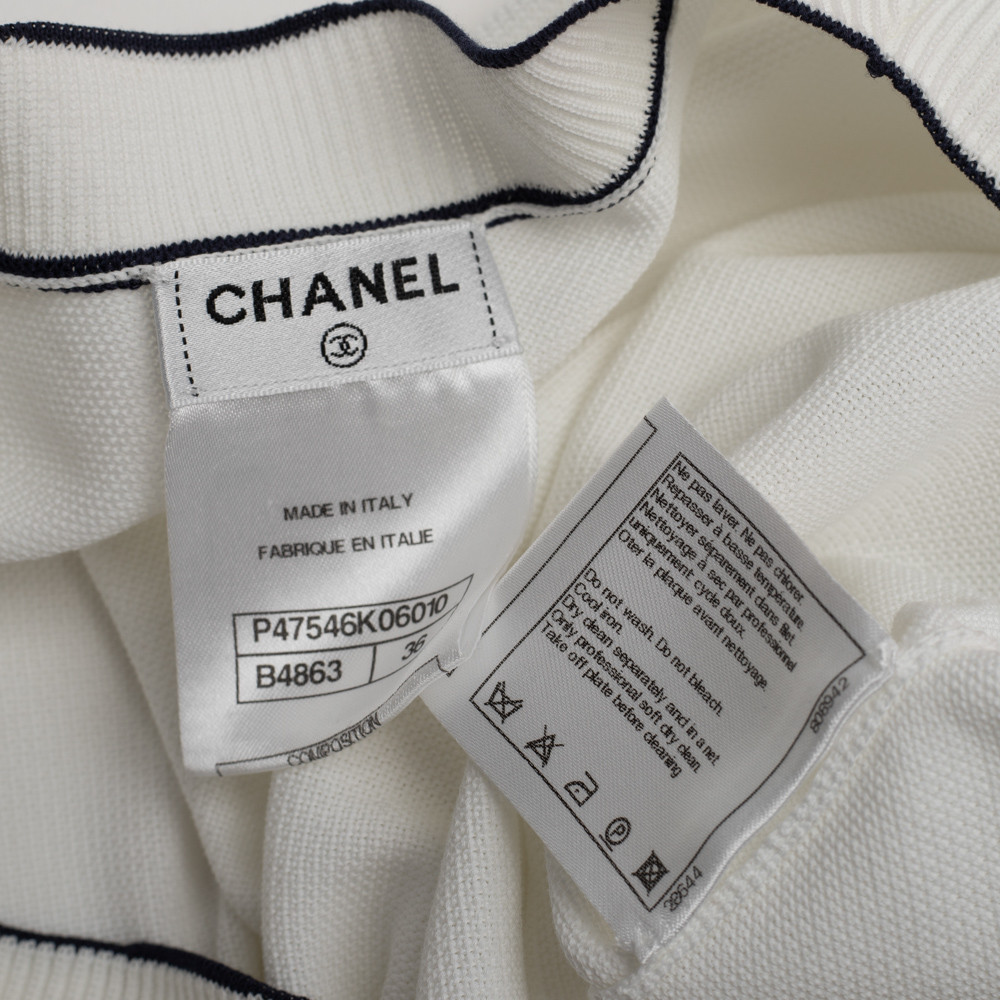 CHANEL
MADE IN ITALY
FABRIQUE EN ITALIE
P47546K06010
B4863 36
COMPOSITION
Ne pas laver. Ne pas chlorer.
Repasser à basse température.
Nettoyer séparement dans filet.
Nettoyage à sec par professionnel
uniquement cycle doux.
Oter la plaque avant nettoyage.
Do not wash. Do not bleach.
Cool iron.
Dry clean separately and in a net
Only professional soft dry clean.
Take off plate before cleaning
P
808942